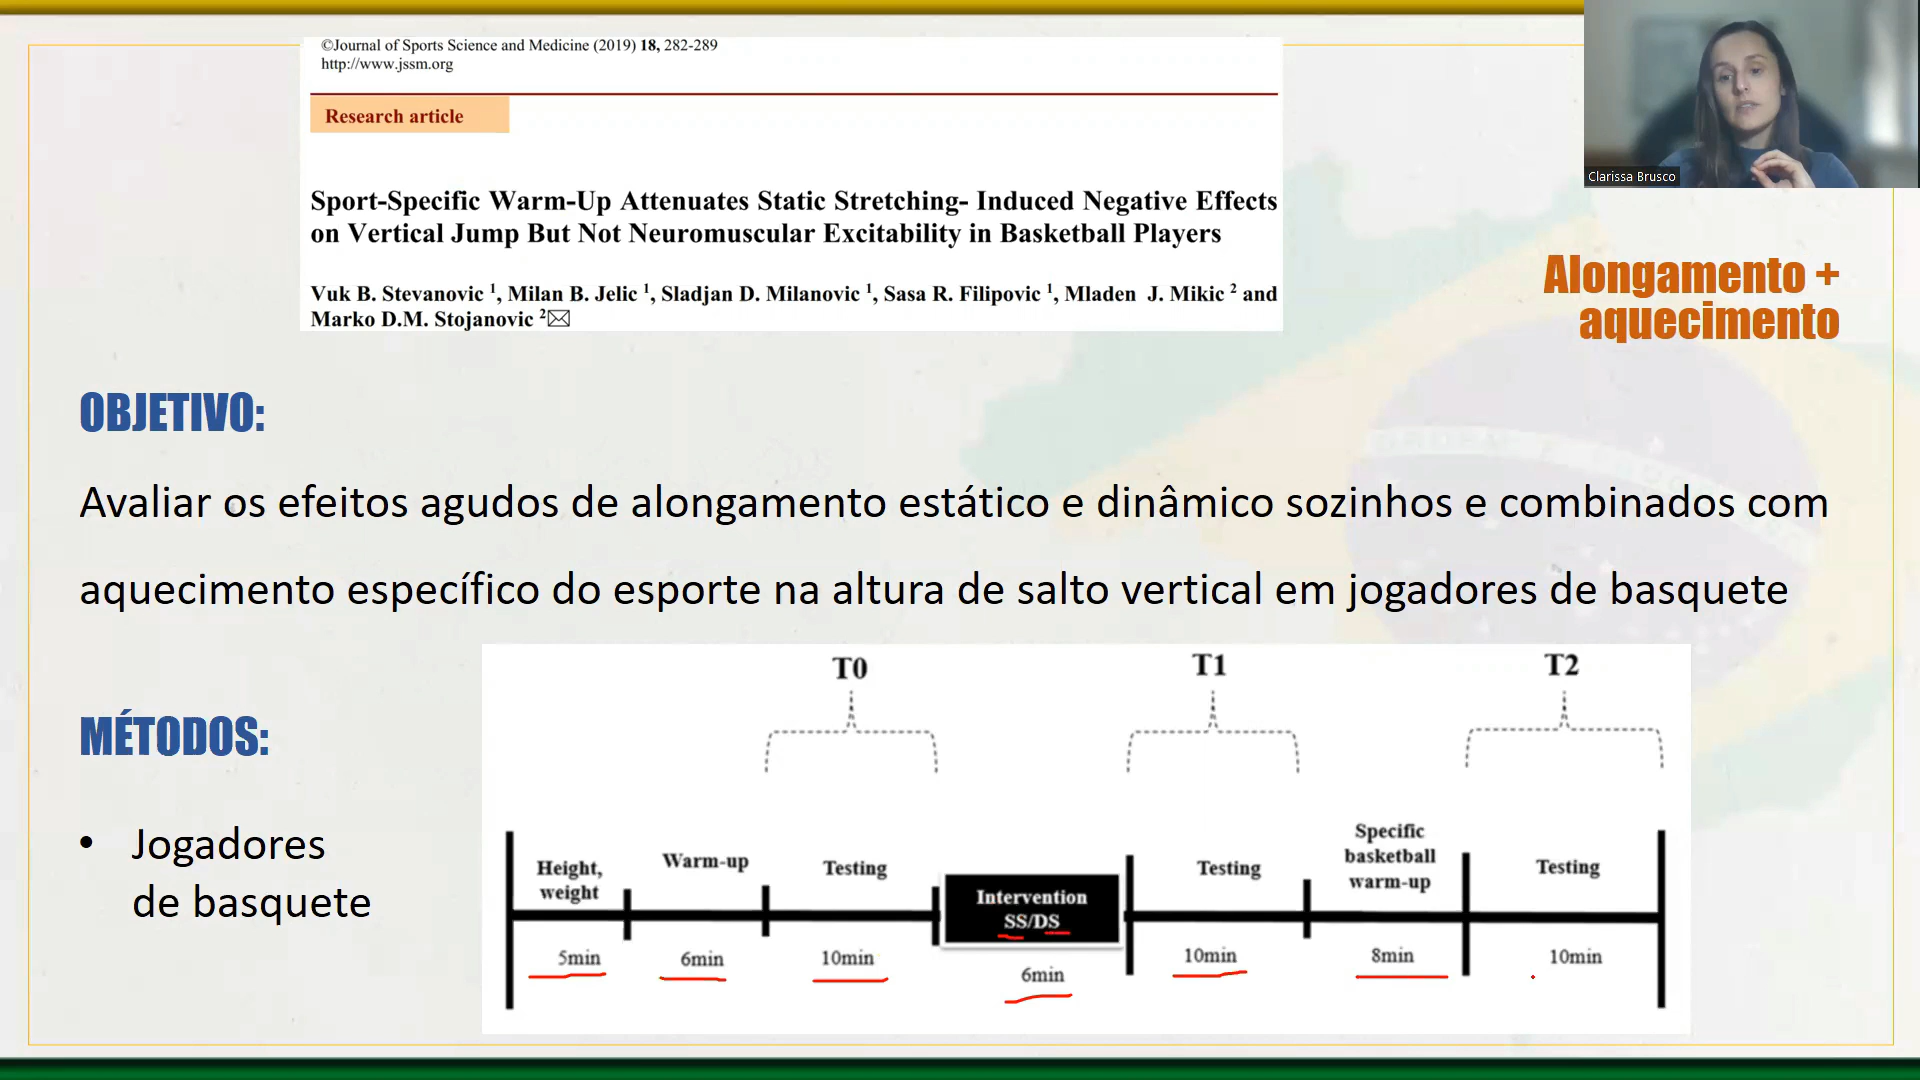 ©Journal of Sports Science and Medicine (2019) 18, 282-289
http://www.jssm.org
Research article
Sport-Specific Warm-Up Attenuates Static Stretching- Induced Negative Effects
on Vertical Jump But Not Neuromuscular Excitability in Basketball Players
Vuk B. Stevanovic 1, Milan B. Jelic 1, Sladjan D. Milanovic 1, Sasa R. Filipovic 1, Mladen J. Mikic 2 and
Marko D.M. Stojanovic 2✉
Clarissa Brusco
Alongamento +
aquecimento
OBJETIVO:
Avaliar os efeitos agudos de alongamento estático e dinâmico sozinhos e combinados com
aquecimento específico do esporte na altura de salto vertical em jogadores de basquete
MÉTODOS:
• Jogadores
de basquete
T0
T1
T2
Height,
weight
Warm-up
Testing
Intervention
SS/DS
Testing
Specific
basketball
warm-up
Testing
5min
6min
10min
6min
10min
8min
10min